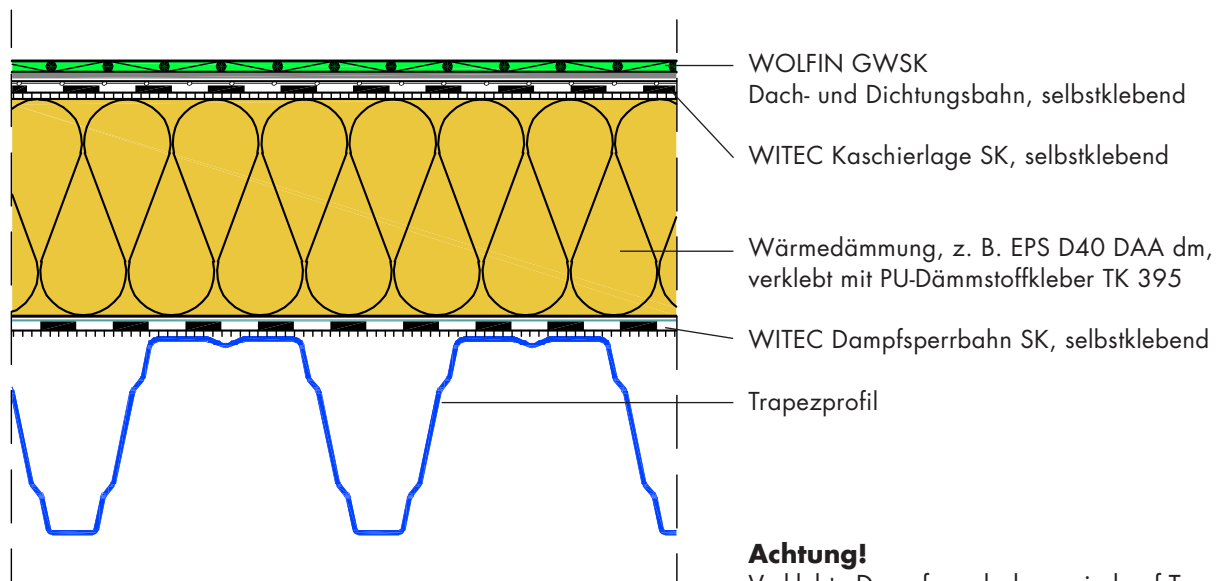 WOLFIN GWSK
Dach- und Dichtungsbahn, selbstklebend
WITEC Kaschierlage SK, selbstklebend
Wärmedämmung, z. B. EPS D40 DAA dm,
verklebt mit PU-Dämmstoffkleber TK 395
WITEC Dampfsperrbahn SK, selbstklebend
Trapezprofil
Achtung!